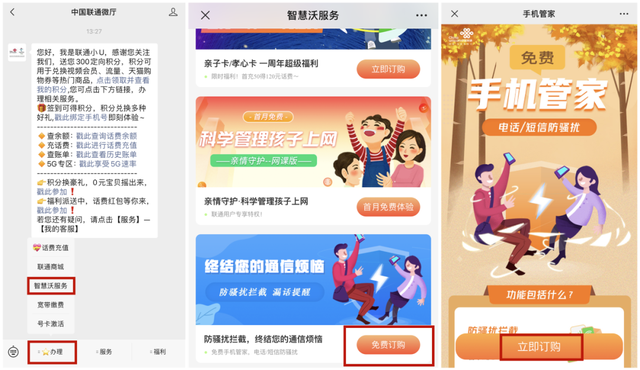 中国联通微厅
13:27
您好，我是联通小U，感谢您关注
我们，送您300定向积分，积分可
用于兑换视频会员、流量、天猫购
物券等热门商品，点击领取并查看
我的积分，您可点击下方链接，办
理相关服务。
签到可得积分，积分兑换多种
好礼，戳此绑定手机号即刻体验~
查余额：戳此查询话费余额
充话费：戳此进行话费充值
查账单：戳此查看历史账单
5G专区：戳此享受5G速率
积分换豪礼，0元宝贝摇出来，
戳此参加！
福利派送中，话费红包等你来，
戳此参加！
若您还有疑问，请点击【服务】—
【我的客服】
话费充值
联通商城
智慧沃服务
宽带缴费
号卡激活
办理
服务
福利
智慧沃服务
亲子卡/孝心卡 一周年超级福利
限时福利！首充50得120元话费~
立即订购
首月免费
科学管理孩子上网
亲情守护--网课版
亲情守护·科学管理孩子上网
联通用户专享特权！
首月免费体验
终结您的通信烦恼
防骚扰拦截 漏话提醒
防骚扰拦截，终结您的通信烦恼
免费手机管家，电话/短信防骚扰
免费订购
手机管家
免费
手机管家
电话/短信防骚扰
功能包括什么？
防骚扰拦截
立即订购